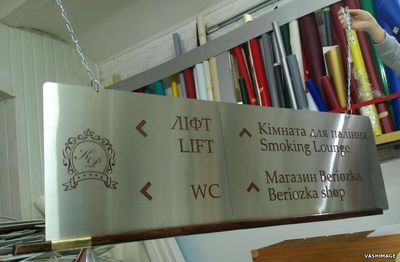 ЛІФТ
LIFT
WC
Кімната для паління
Smoking Lounge
Магазин Beriozka
Beriozka shop
VASHIMAGE